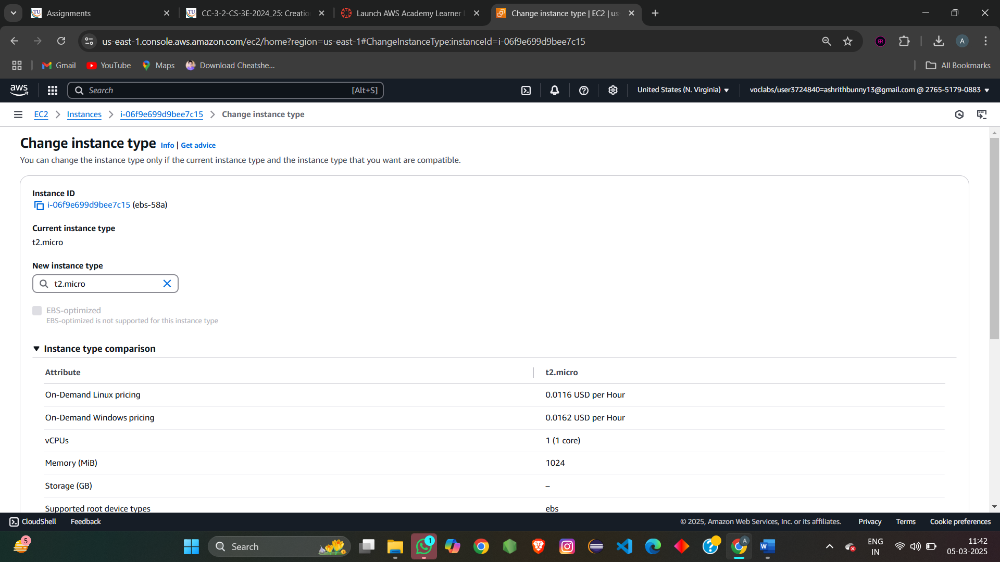 Assignments
CC-3-2-CS-3E-2024_25: Creatio
Launch AWS Academy Learner L
Change instance type | EC2 | us
us-east-1.console.aws.amazon.com/ec2/home?region=us-east-1#ChangeInstanceType:instanceId=i-06f9e699d9bee7c15
A
Gmail
YouTube
Maps
Download Cheatshe...
All Bookmarks
aws
Search
[Alt+S]
United States (N. Virginia)
voclabs/user3724840=ashrithbunny13@gmail.com @ 2765-5179-0883
EC2
Instances
i-06f9e699d9bee7c15
Change instance type
Change instance type Info | Get advice
You can change the instance type only if the current instance type and the instance type that you want are compatible.
Instance ID
i-06f9e699d9bee7c15 (ebs-58a)
Current instance type
t2.micro
New instance type
t2.micro
EBS-optimized
EBS-optimized is not supported for this instance type
Instance type comparison
Attribute t2.micro
On-Demand Linux pricing 0.0116 USD per Hour
On-Demand Windows pricing 0.0162 USD per Hour
vCPUs 1 (1 core)
Memory (MiB) 1024
Storage (GB) –
Supported root device types ebs
CloudShell
Feedback
© 2025, Amazon Web Services, Inc. or its affiliates.
Privacy
Terms
Cookie preferences
5
Search
1
A
ENG
IN
11:42
05-03-2025